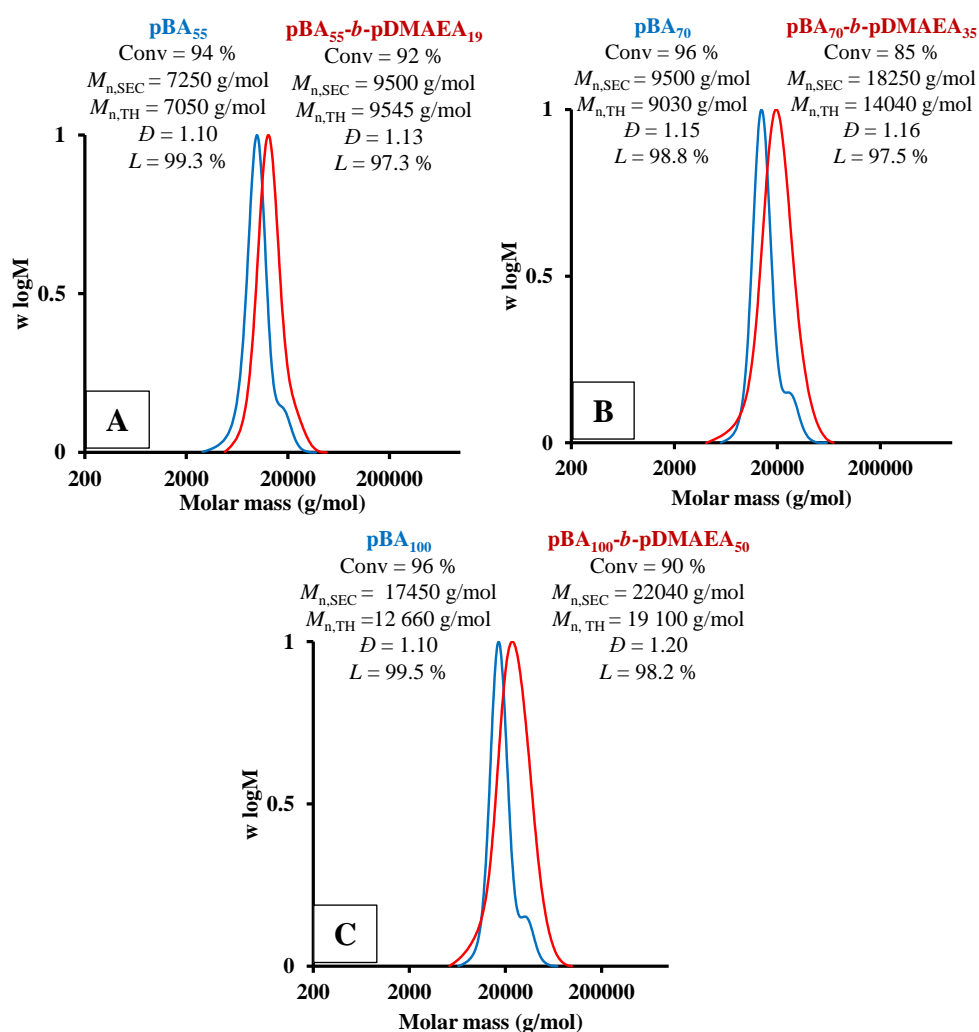 pBA55
Conv = 94 %
Mn,SEC = 7250 g/mol
Mn,TH = 7050 g/mol
Đ = 1.10
L = 99.3 %
pBA55-b-pDMAEA19
Conv = 92 %
Mn,SEC = 9500 g/mol
Mn,TH = 9545 g/mol
Đ = 1.13
L = 97.3 %
1
0.5
0
w logM
A
200
2000
20000
200000
Molar mass (g/mol)
pBA70
Conv = 96 %
Mn,SEC = 9500 g/mol
Mn,TH = 9030 g/mol
Đ = 1.15
L = 98.8 %
pBA70-b-pDMAEA35
Conv = 85 %
Mn,SEC = 18250 g/mol
Mn,TH = 14040 g/mol
Đ = 1.16
L = 97.5 %
1
0.5
0
w logM
B
200
2000
20000
200000
Molar mass (g/mol)
pBA100
Conv = 96 %
Mn,SEC = 17450 g/mol
Mn,TH =12 660 g/mol
Đ = 1.10
L = 99.5 %
pBA100-b-pDMAEA50
Conv = 90 %
Mn,SEC = 22040 g/mol
Mn, TH = 19 100 g/mol
Đ = 1.20
L = 98.2 %
1
0.5
0
w logM
C
200
2000
20000
200000
Molar mass (g/mol)